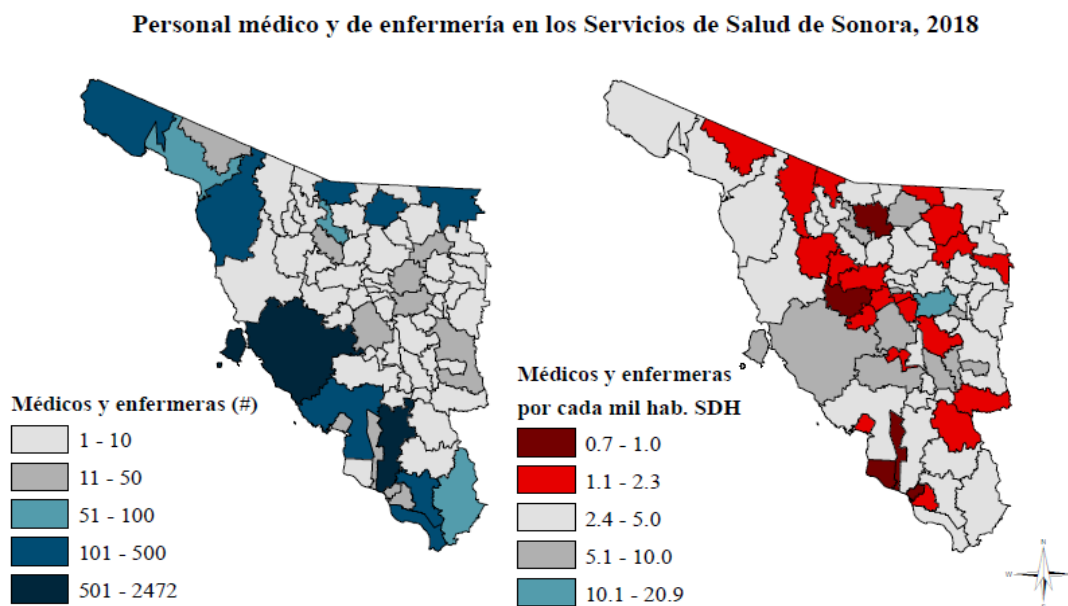 Personal médico y de enfermería en los Servicios de Salud de Sonora, 2018
Médicos y enfermeras (#)
1 - 10
11 - 50
51 - 100
101 - 500
501 - 2472
Médicos y enfermeras
por cada mil hab. SDH
0.7 - 1.0
1.1 - 2.3
2.4 - 5.0
5.1 - 10.0
10.1 - 20.9
N
W E
S